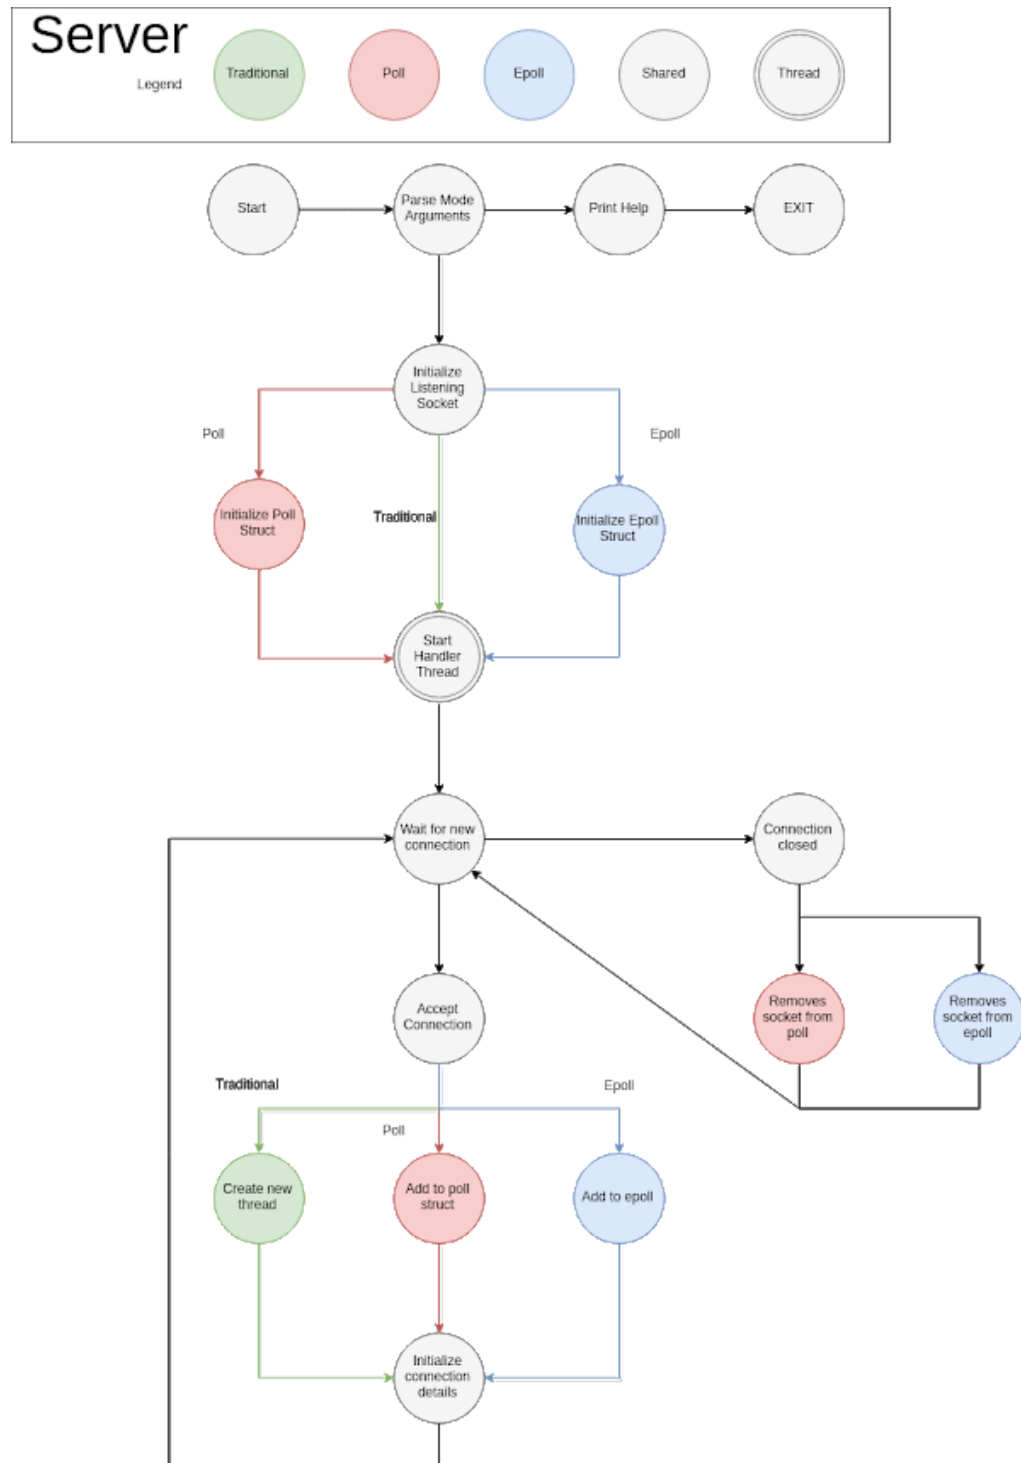 Server
Legend
Traditional
Poll
Epoll
Shared
Thread
Start
Parse Mode
Arguments
Print Help
EXIT
Initialize
Listening
Socket
Poll
Epoll
Initialize Poll
Struct
Traditional
Initialize Epoll
Struct
Start
Handler
Thread
Wait for new
connection
Connection
closed
Accept
Connection
Removes
socket from
poll
Removes
socket from
epoll
Traditional
Epoll
Poll
Create new
thread
Add to poll
struct
Add to epoll
Initialize
connection
details